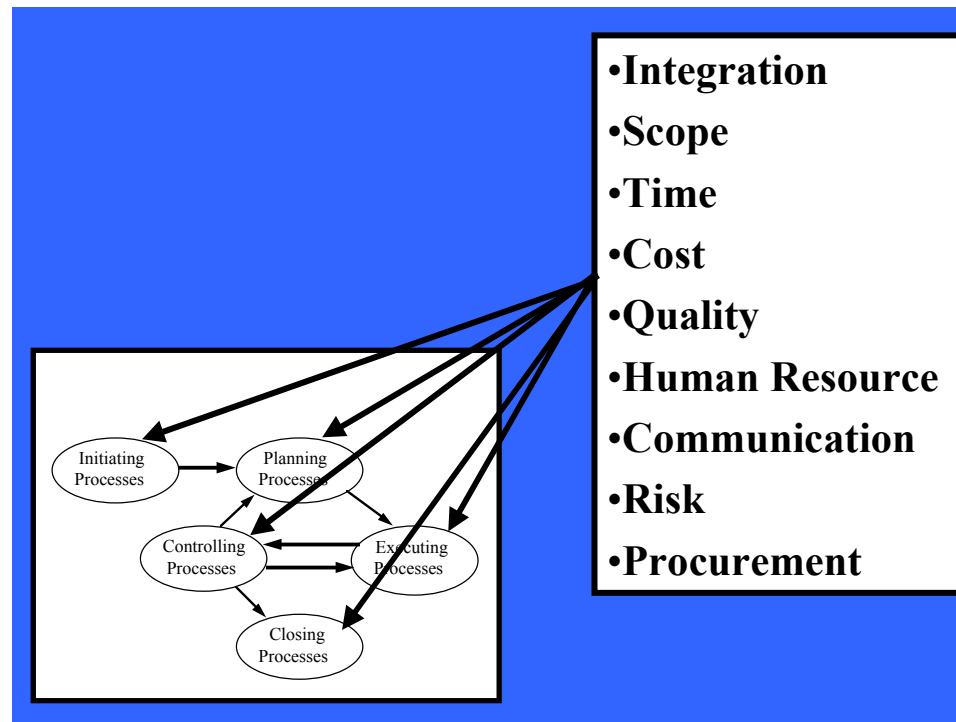 •Integration
•Scope
•Time
•Cost
•Quality
•Human Resource
•Communication
•Risk
•Procurement
Initiating
Processes
Planning
Processes
Controlling
Processes
Executing
Processes
Closing
Processes